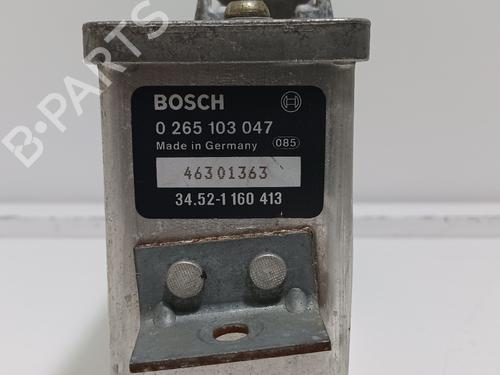 BOSCH
0 265 103 047
Made in Germany 085
46301363
34.52-1 160 413
B-Parts